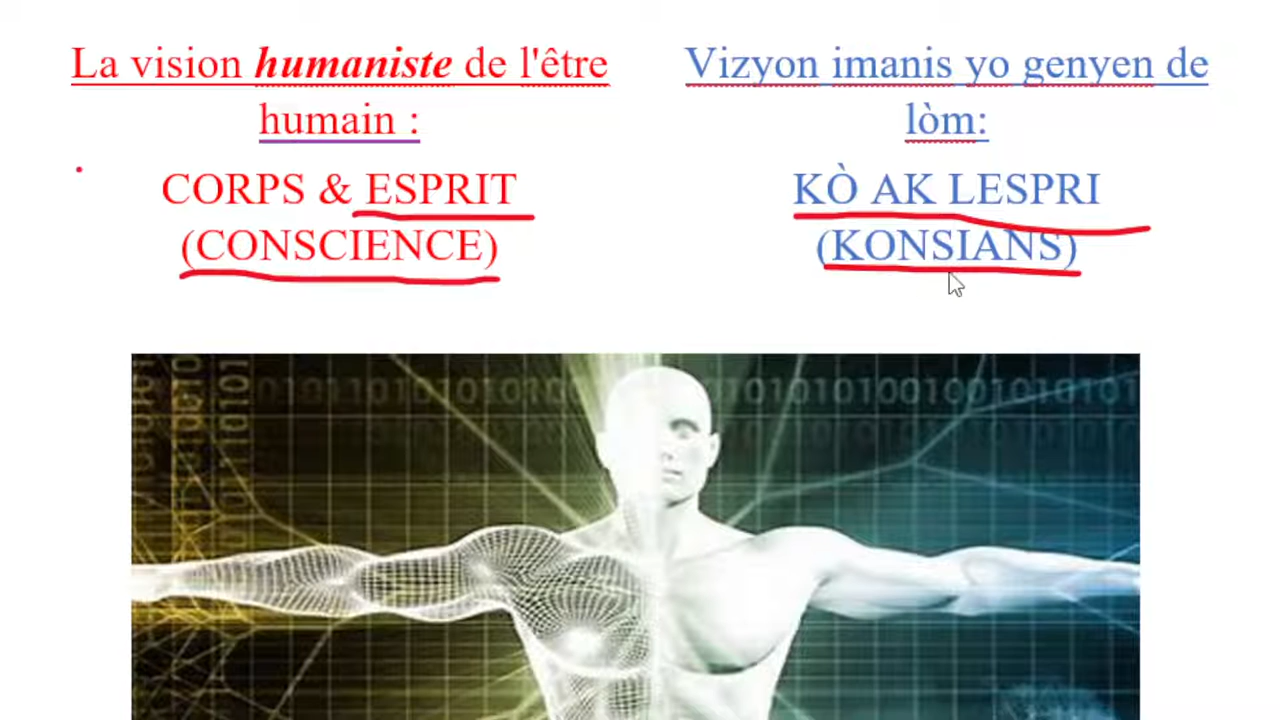 La vision humaniste de l'être
humain :
CORPS & ESPRIT
(CONSCIENCE)
Vizyon imanis yo genyen de
lòm:
KÒ AK LESPRI
(KONSIANS)